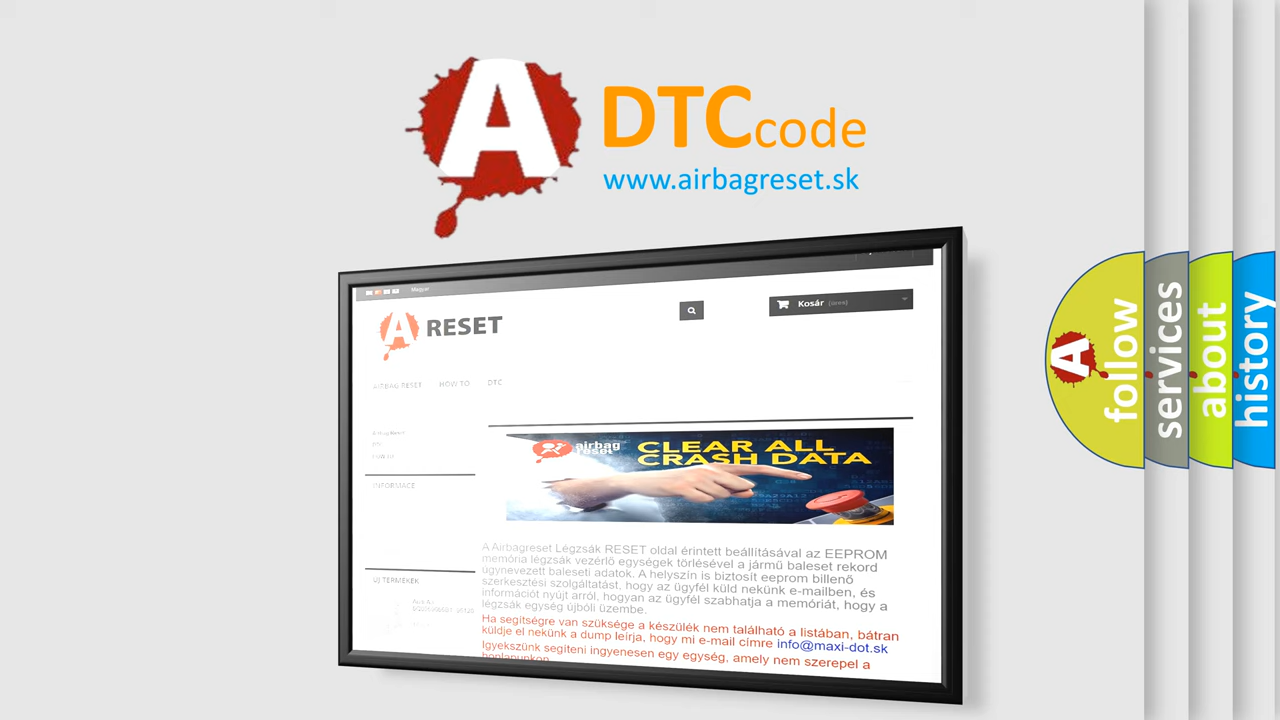 A
DTCcode
www.airbagreset.sk
Magyar
A RESET
Kosár (üres)
AIRBAG RESET HOW TO DTC
INFORMACE
airbag
reset
CLEAR ALL
CRASH DATA
A Airbagreset Légzsák RESET oldal érintett beállításával az EEPROM
memória légzsák vezérlő egységek törlésével a jármű baleset rekord
úgynevezett baleseti adatok. A helyszín is biztosít eeprom billenő
szerkesztési szolgáltatást, hogy az ügyfél küld nekünk e-mailben, és
információt nyújt arról, hogyan az ügyfél szabhatja a memóriát, hogy a
légzsák egység újbóli üzembe.
Ha segítségre van szüksége a készülék nem található a listában, bátran
küldje el nekünk a dump leírja, hogy mi e-mail címre info@maxi-dot.sk
Igyekszünk segíteni ingyenesen egy egység, amely nem szerepel a
honlapunkon
ÚJ TERMÉKEK
A
follow
services
about
history